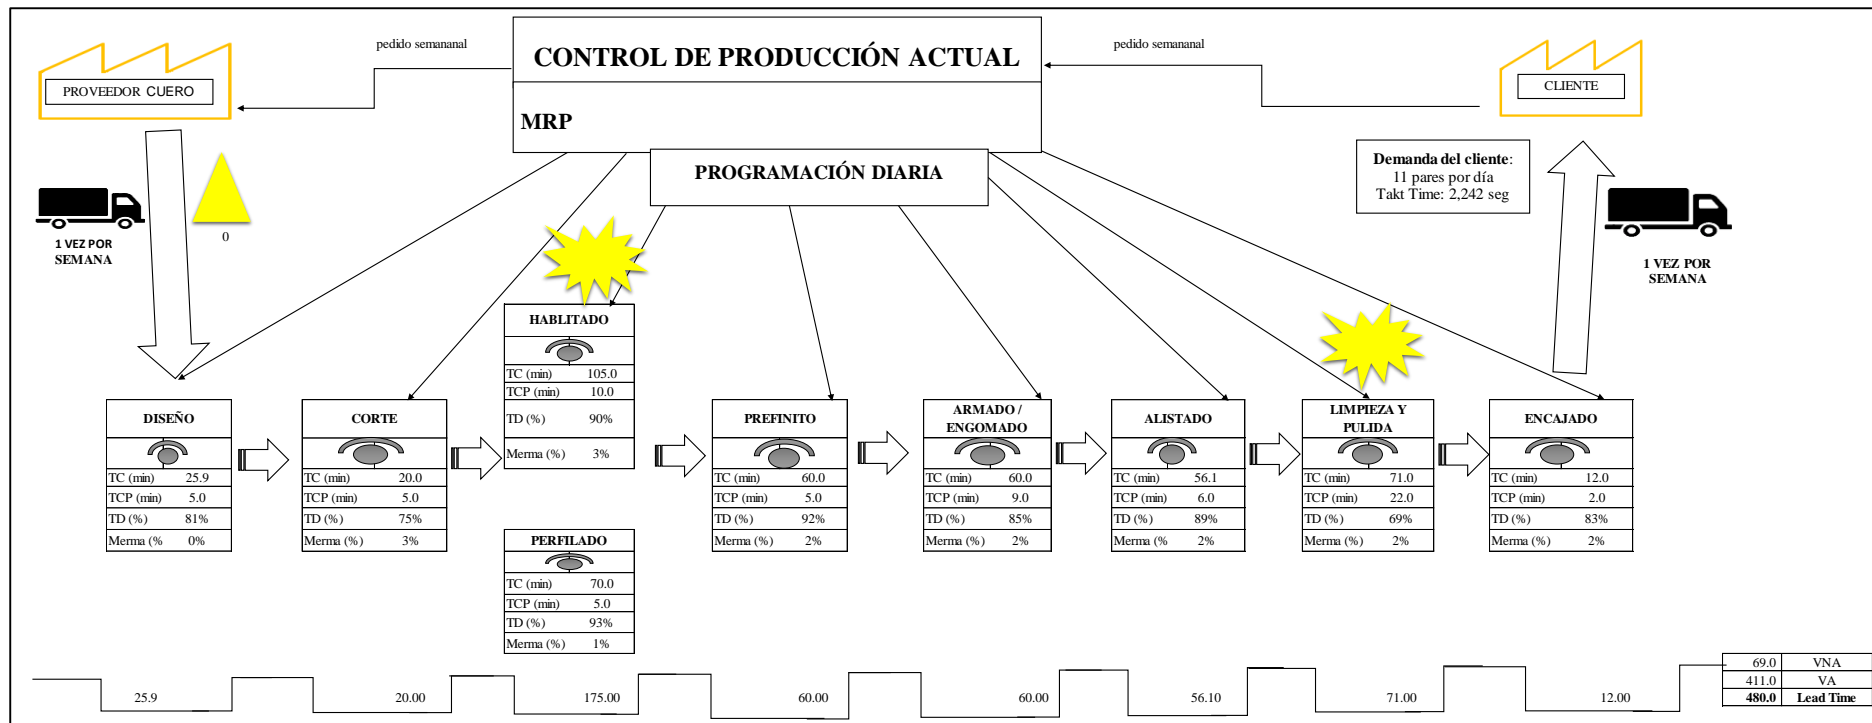 pedido semananal
CONTROL DE PRODUCCIÓN ACTUAL
pedido semananal
PROVEEDOR CUERO
CLIENTE
MRP
PROGRAMACIÓN DIARIA
Demanda del cliente:
11 pares por día
Takt Time: 2,242 seg
0
1 VEZ POR
SEMANA
1 VEZ POR
SEMANA
HABLITADO
TC (min) 105.0
TCP (min) 10.0
TD (%) 90%
Merma (%) 3%
DISEÑO
TC (min) 25.9
TCP (min) 5.0
TD (%) 81%
Merma (% 0%
CORTE
TC (min) 20.0
TCP (min) 5.0
TD (%) 75%
Merma (%) 3%
PREFINITO
TC (min) 60.0
TCP (min) 5.0
TD (%) 92%
Merma (%) 2%
ARMADO /
ENGOMADO
TC (min) 60.0
TCP (min) 9.0
TD (%) 85%
Merma (%) 2%
ALISTADO
TC (min) 56.1
TCP (min) 6.0
TD (%) 89%
Merma (% 2%
LIMPIEZA Y
PULIDA
TC (min) 71.0
TCP (min) 22.0
TD (%) 69%
Merma (%) 2%
ENCAJADO
TC (min) 12.0
TCP (min) 2.0
TD (%) 83%
Merma (%) 2%
PERFILADO
TC (min) 70.0
TCP (min) 5.0
TD (%) 93%
Merma (%) 1%
25.9 20.00 175.00 60.00 60.00 56.10 71.00 12.00
69.0 VNA
411.0 VA
480.0 Lead Time